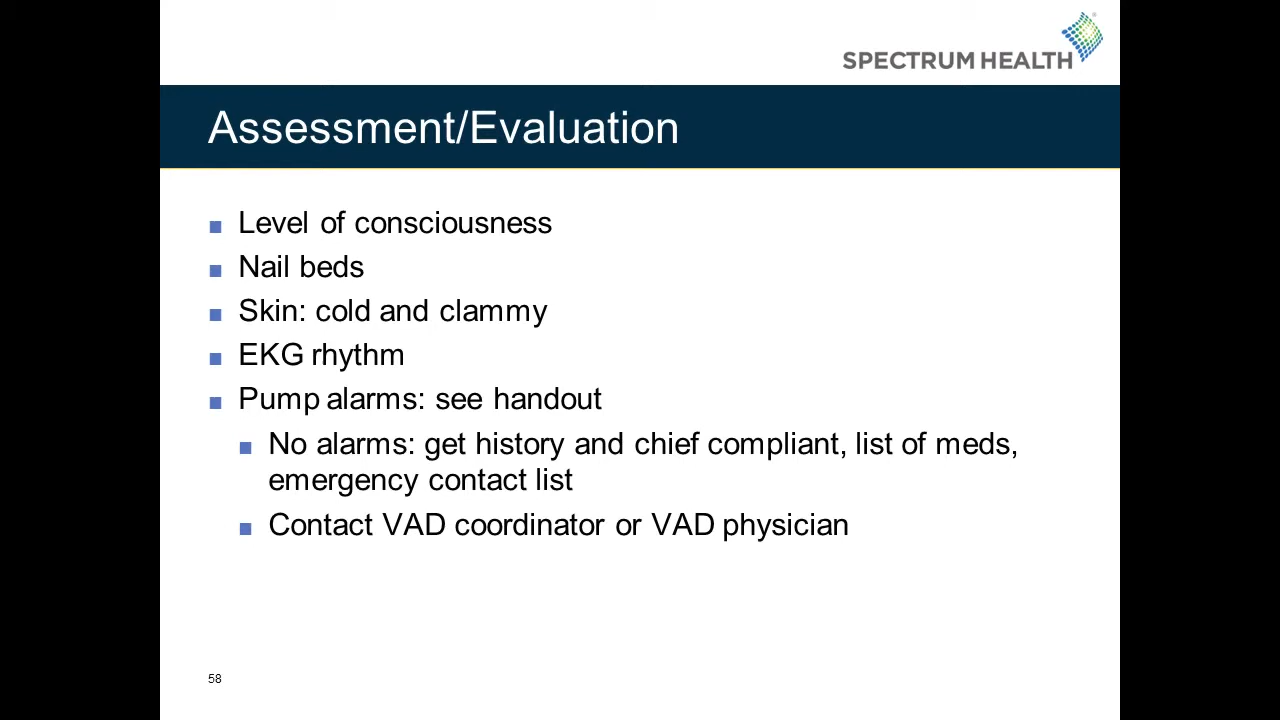 SPECTRUM HEALTH
Assessment/Evaluation
Level of consciousness
Nail beds
Skin: cold and clammy
EKG rhythm
Pump alarms: see handout
No alarms: get history and chief compliant, list of meds,
emergency contact list
Contact VAD coordinator or VAD physician
58